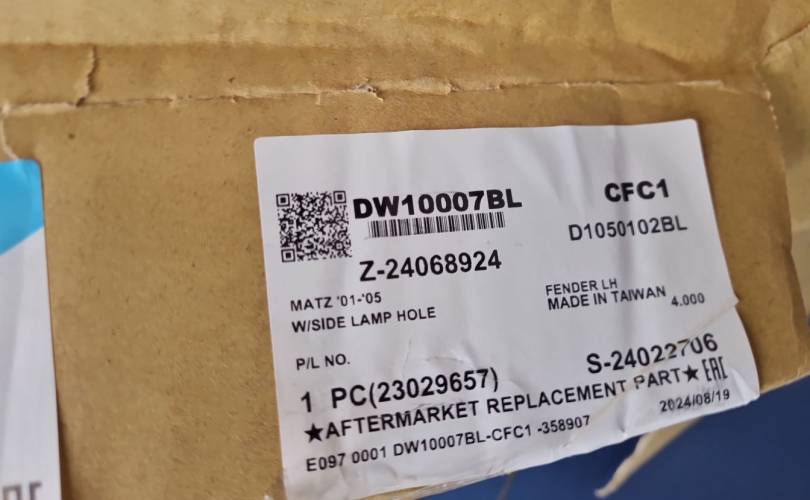 DW10007BL CFC1
D1050102BL
Z-24068924
MATZ '01-'05 FENDER LH
W/SIDE LAMP HOLE MADE IN TAIWAN 4.000
P/L NO. S-24022706
1 PC(23029657)
★AFTERMARKET REPLACEMENT PART★ EAC
2024/08/19
E097 0001 DW10007BL-CFC1 -358907